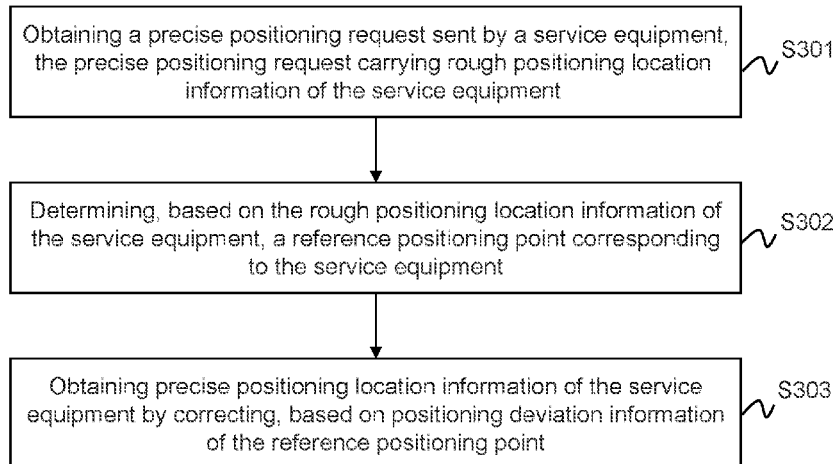 Obtaining a precise positioning request sent by a service equipment,
the precise positioning request carrying rough positioning location
information of the service equipment
S301
Determining, based on the rough positioning location information of
the service equipment, a reference positioning point corresponding
to the service equipment
S302
Obtaining precise positioning location information of the service
equipment by correcting, based on positioning deviation information
of the reference positioning point
S303